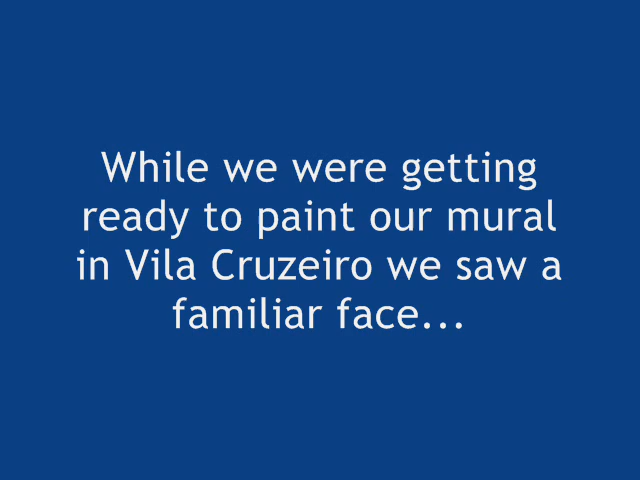 While we were getting
ready to paint our mural
in Vila Cruzeiro we saw a
familiar face...